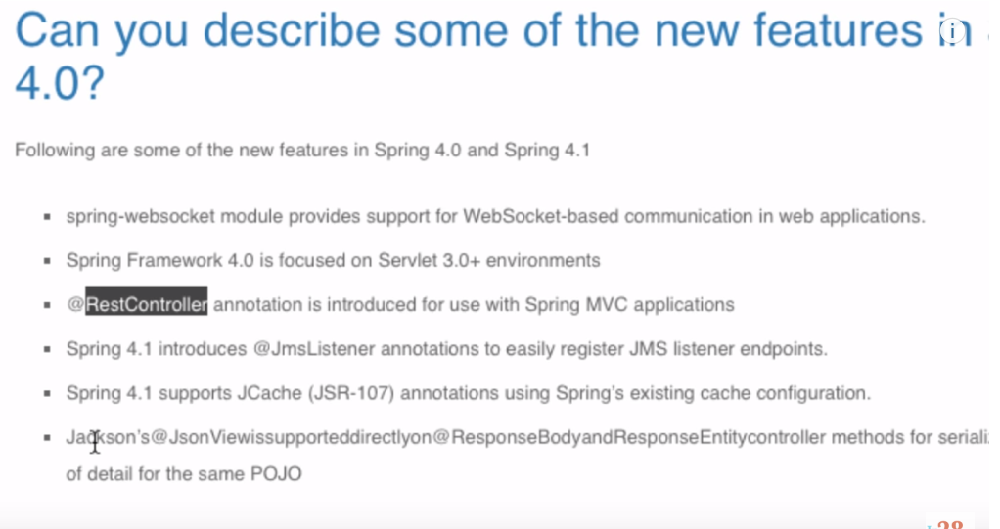 Can you describe some of the new features in
4.0?
Following are some of the new features in Spring 4.0 and Spring 4.1
▪ spring-websocket module provides support for WebSocket-based communication in web applications.
▪ Spring Framework 4.0 is focused on Servlet 3.0+ environments
▪ @RestController annotation is introduced for use with Spring MVC applications
▪ Spring 4.1 introduces @JmsListener annotations to easily register JMS listener endpoints.
▪ Spring 4.1 supports JCache (JSR-107) annotations using Spring’s existing cache configuration.
▪ Jackson’s@JsonViewissupporteddirectlyon@ResponseBodyandResponseEntitycontroller methods for seriali
of detail for the same POJO